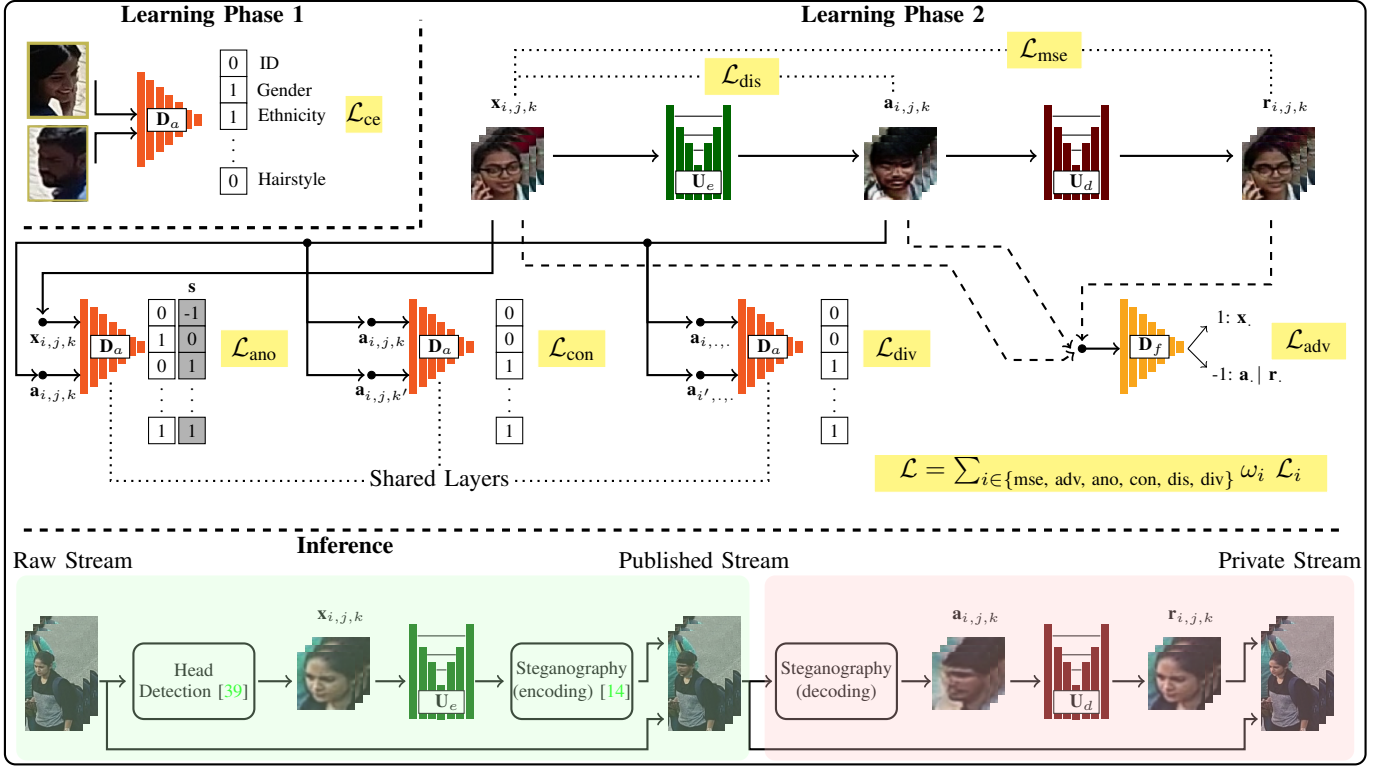 Learning Phase 1
0 ID
1 Gender
1 Ethnicity
0 Hairstyle
D_a
ℒ_ce
Learning Phase 2
ℒ_mse
ℒ_dis
x_{i,j,k}
a_{i,j,k}
r_{i,j,k}
U_e
U_d
s
x_{i,j,k}
a_{i,j,k}
D_a
0 -1
1 0
0 1
1 1
ℒ_ano
a_{i,j,k}
a_{i,j,k'}
D_a
0
0
1
1
ℒ_con
a_{i,.,.}
a_{i',.,.}
D_a
0
0
1
1
ℒ_div
D_f
1: x_.
-1: a_. | r_.
ℒ_adv
Shared Layers
ℒ = ∑_{i∈{mse, adv, ano, con, dis, div}} ω_i ℒ_i
Inference
Raw Stream
Published Stream
Private Stream
Head
Detection [39]
x_{i,j,k}
U_e
Steganography
(encoding) [14]
Steganography
(decoding)
a_{i,j,k}
U_d
r_{i,j,k}